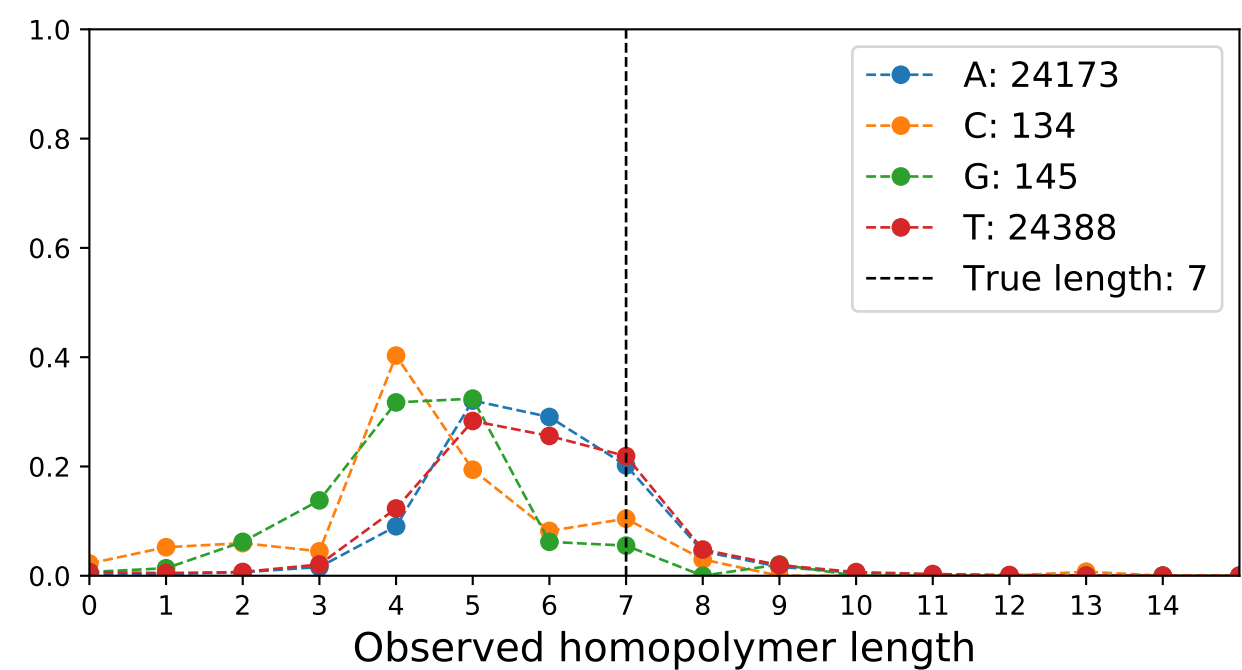 1.0
0.8
0.6
0.4
0.2
0.0
A: 24173
C: 134
G: 145
T: 24388
True length: 7
0 1 2 3 4 5 6 7 8 9 10 11 12 13 14
Observed homopolymer length